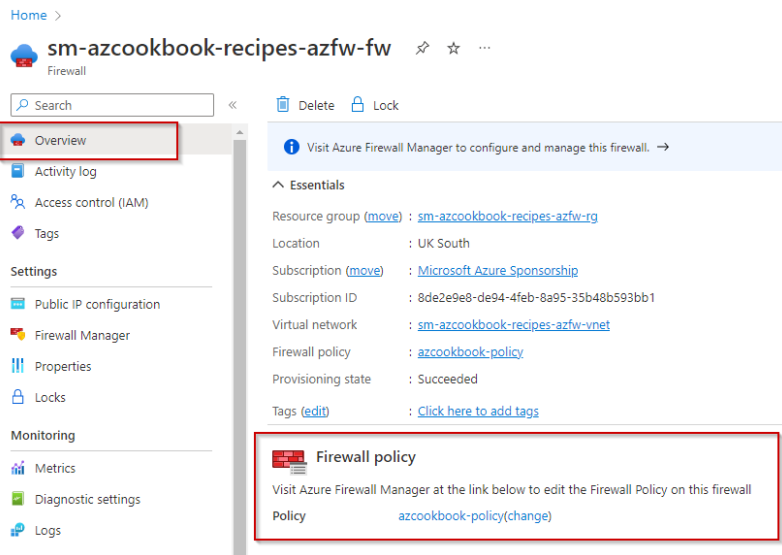 Home >
sm-azcookbook-recipes-azfw-fw ...
Firewall
Search «
Overview
Activity log
Access control (IAM)
Tags
Settings
Public IP configuration
Firewall Manager
Properties
Locks
Monitoring
Metrics
Diagnostic settings
Logs
Delete Lock
Visit Azure Firewall Manager to configure and manage this firewall. →
Essentials
Resource group (move) : sm-azcookbook-recipes-azfw-rg
Location : UK South
Subscription (move) : Microsoft Azure Sponsorship
Subscription ID : 8de2e9e8-de94-4feb-8a95-35b48b593bb1
Virtual network : sm-azcookbook-recipes-azfw-vnet
Firewall policy : azcookbook-policy
Provisioning state : Succeeded
Tags (edit) : Click here to add tags
Firewall policy
Visit Azure Firewall Manager at the link below to edit the Firewall Policy on this firewall
Policy azcookbook-policy(change)